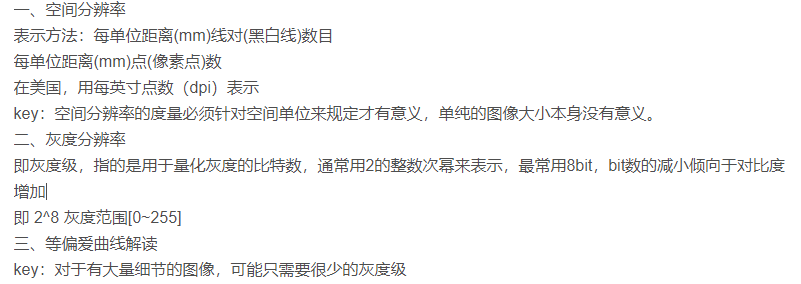 一、空间分辨率
表示方法：每单位距离(mm)线对(黑白线)数目
每单位距离(mm)点(像素点)数
在美国，用每英寸点数（dpi）表示
key：空间分辨率的度量必须针对空间单位来规定才有意义，单纯的图像大小本身没有意义。
二、灰度分辨率
即灰度级，指的是用于量化灰度的比特数，通常用2的整数次幂来表示，最常用8bit，bit数的减小倾向于对比度
增加
即 2^8 灰度范围[0~255]
三、等偏爱曲线解读
key：对于有大量细节的图像，可能只需要很少的灰度级